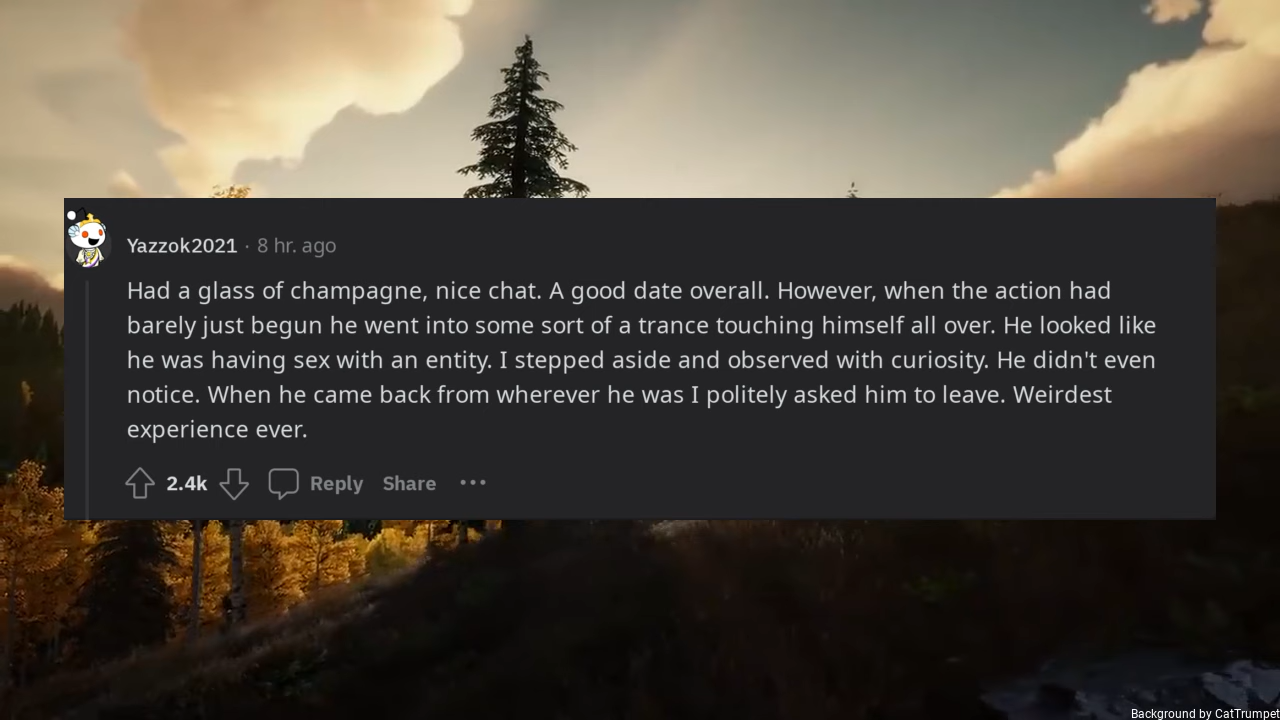 Yazzok2021 · 8 hr. ago
Had a glass of champagne, nice chat. A good date overall. However, when the action had
barely just begun he went into some sort of a trance touching himself all over. He looked like
he was having sex with an entity. I stepped aside and observed with curiosity. He didn't even
notice. When he came back from wherever he was I politely asked him to leave. Weirdest
experience ever.
2.4k Reply Share •••
Background by CatTrumpet